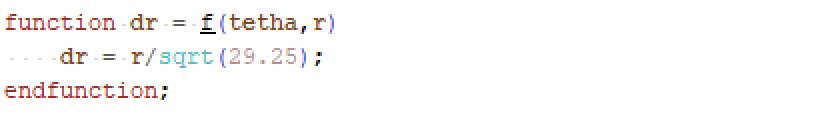 function dr = f(tetha,r)
    dr = r/sqrt(29.25);
endfunction;